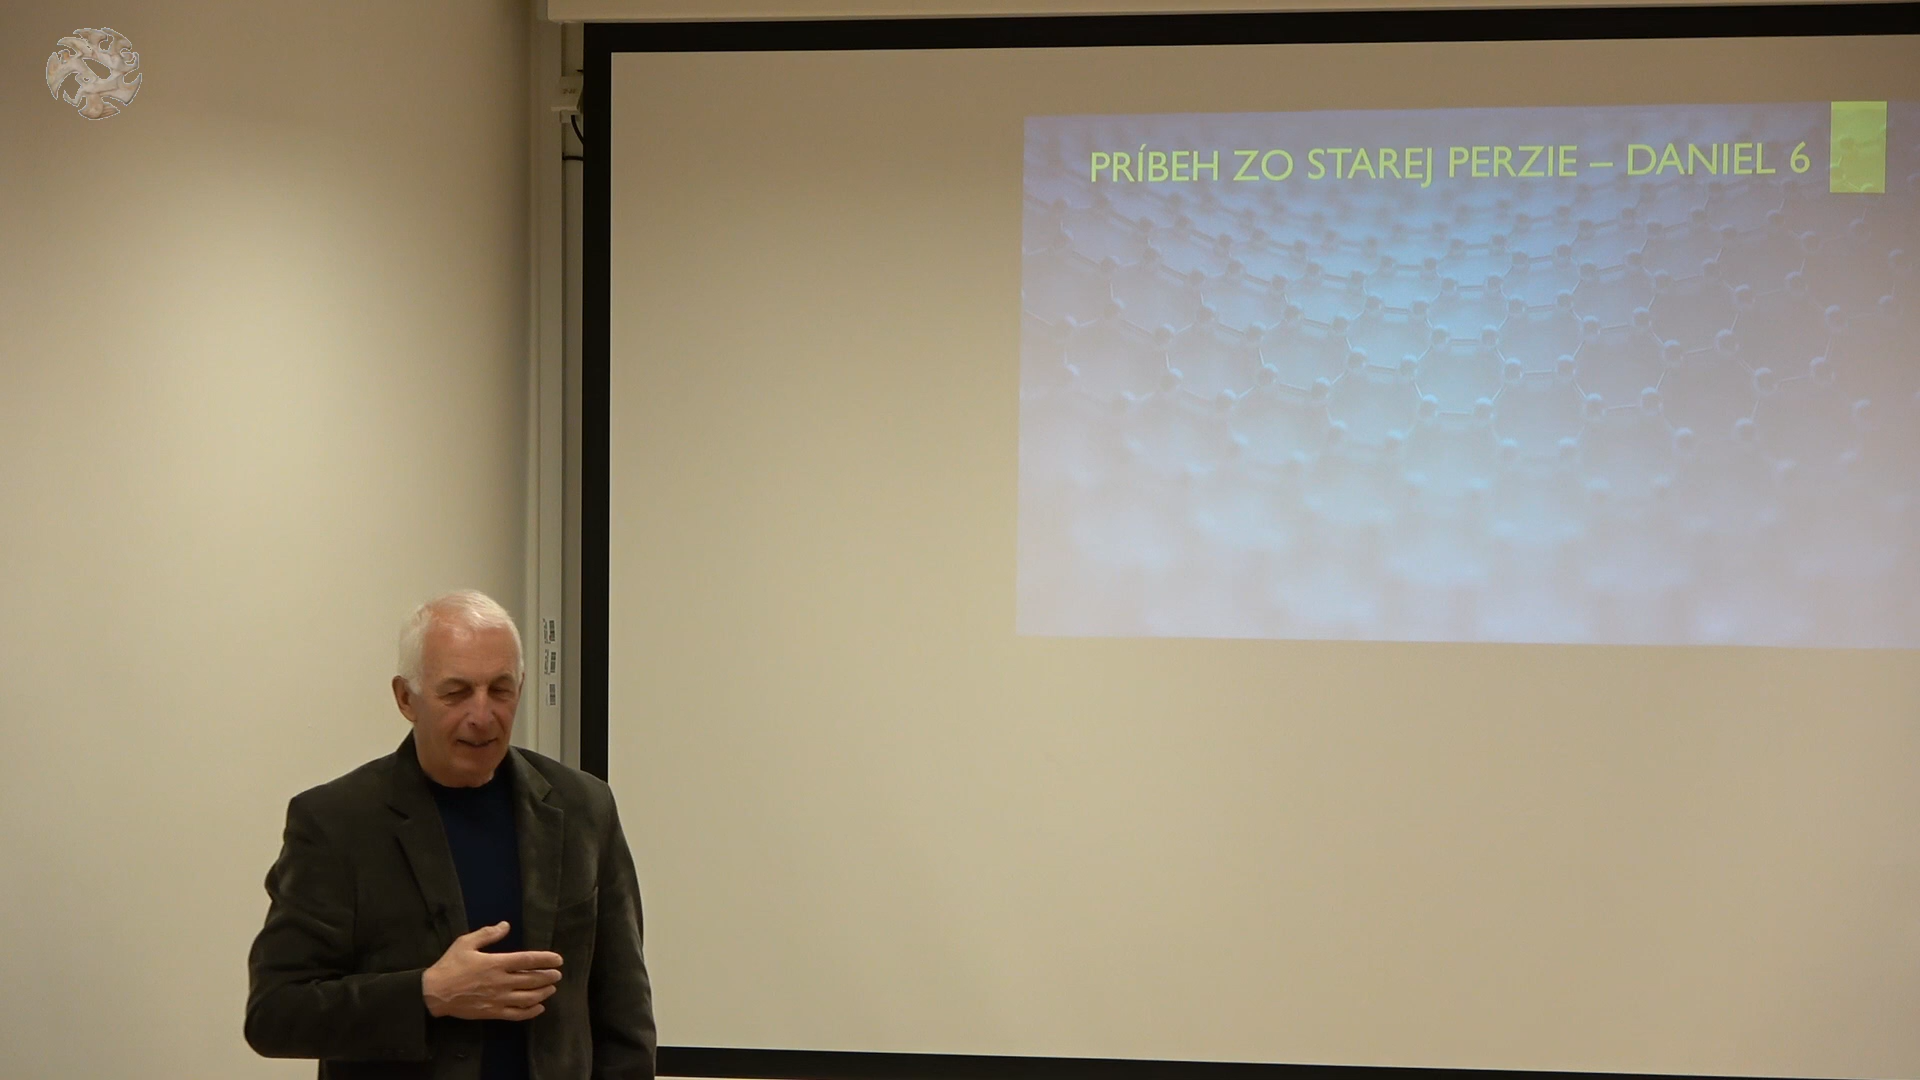 PRÍBEH ZO STAREJ PERZIE – DANIEL 6